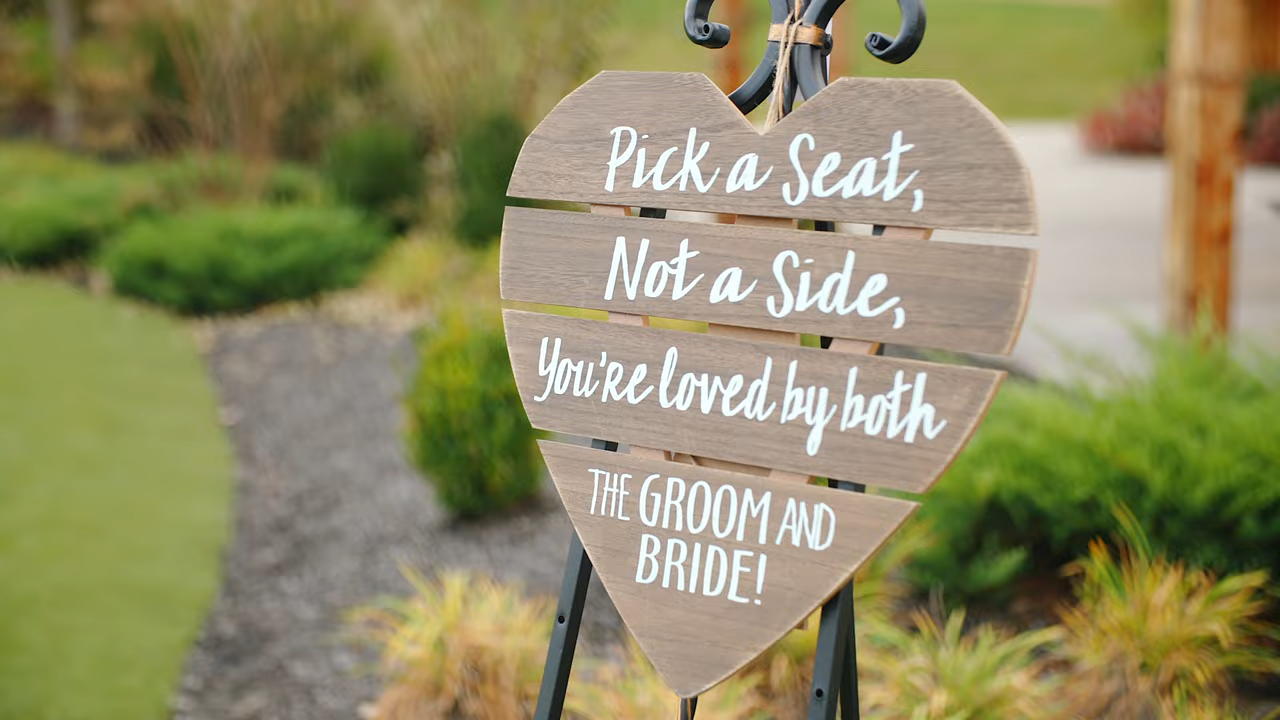 Pick a Seat,
Not a Side,
You're loved by both
THE GROOM AND
BRIDE!